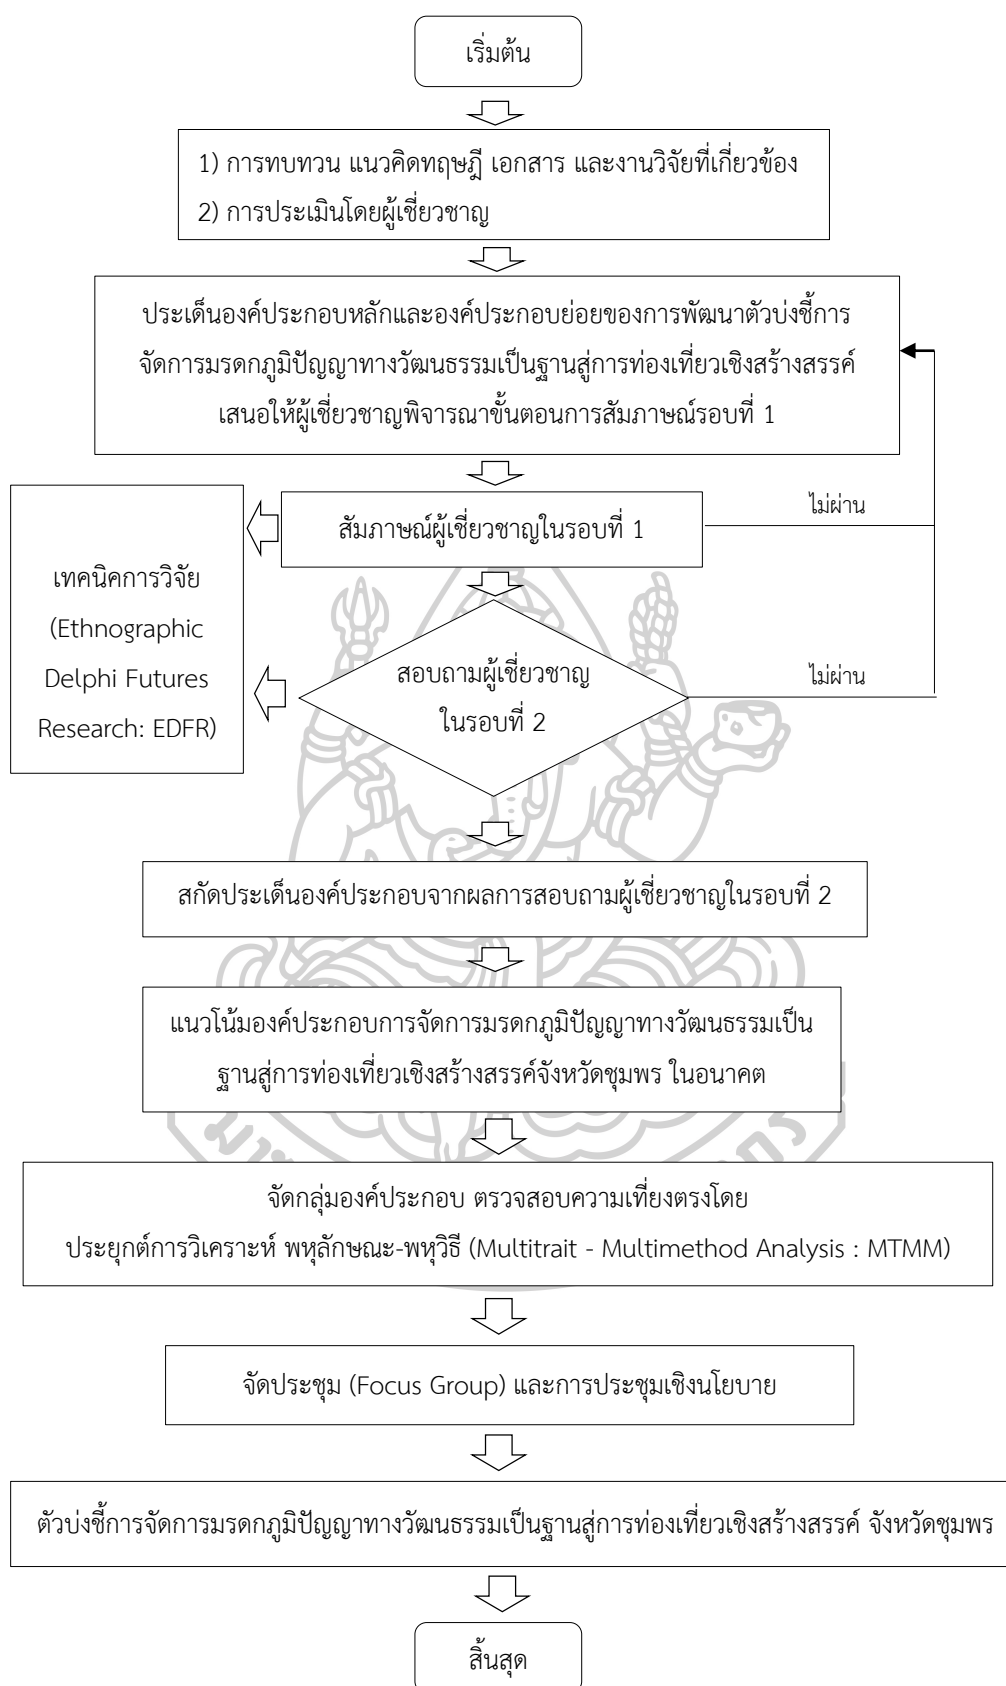 เริ่มต้น
1) การทบทวน แนวคิดทฤษฎี เอกสาร และงานวิจัยที่เกี่ยวข้อง
2) การประเมินโดยผู้เชี่ยวชาญ
ประเด็นองค์ประกอบหลักและองค์ประกอบย่อยของการพัฒนาตัวบ่งชี้การ
จัดการมรดกภูมิปัญญาทางวัฒนธรรมเป็นฐานสู่การท่องเที่ยวเชิงสร้างสรรค์
เสนอให้ผู้เชี่ยวชาญพิจารณาขั้นตอนการสัมภาษณ์รอบที่ 1
สัมภาษณ์ผู้เชี่ยวชาญในรอบที่ 1
ไม่ผ่าน
เทคนิคการวิจัย
(Ethnographic
Delphi Futures
Research: EDFR)
สอบถามผู้เชี่ยวชาญ
ในรอบที่ 2
ไม่ผ่าน
สกัดประเด็นองค์ประกอบจากผลการสอบถามผู้เชี่ยวชาญในรอบที่ 2
แนวโน้มองค์ประกอบการจัดการมรดกภูมิปัญญาทางวัฒนธรรมเป็น
ฐานสู่การท่องเที่ยวเชิงสร้างสรรค์จังหวัดชุมพร ในอนาคต
จัดกลุ่มองค์ประกอบ ตรวจสอบความเที่ยงตรงโดย
ประยุกต์การวิเคราะห์ พหุลักษณะ-พหุวิธี (Multitrait - Multimethod Analysis : MTMM)
จัดประชุม (Focus Group) และการประชุมเชิงนโยบาย
ตัวบ่งชี้การจัดการมรดกภูมิปัญญาทางวัฒนธรรมเป็นฐานสู่การท่องเที่ยวเชิงสร้างสรรค์ จังหวัดชุมพร
สิ้นสุด